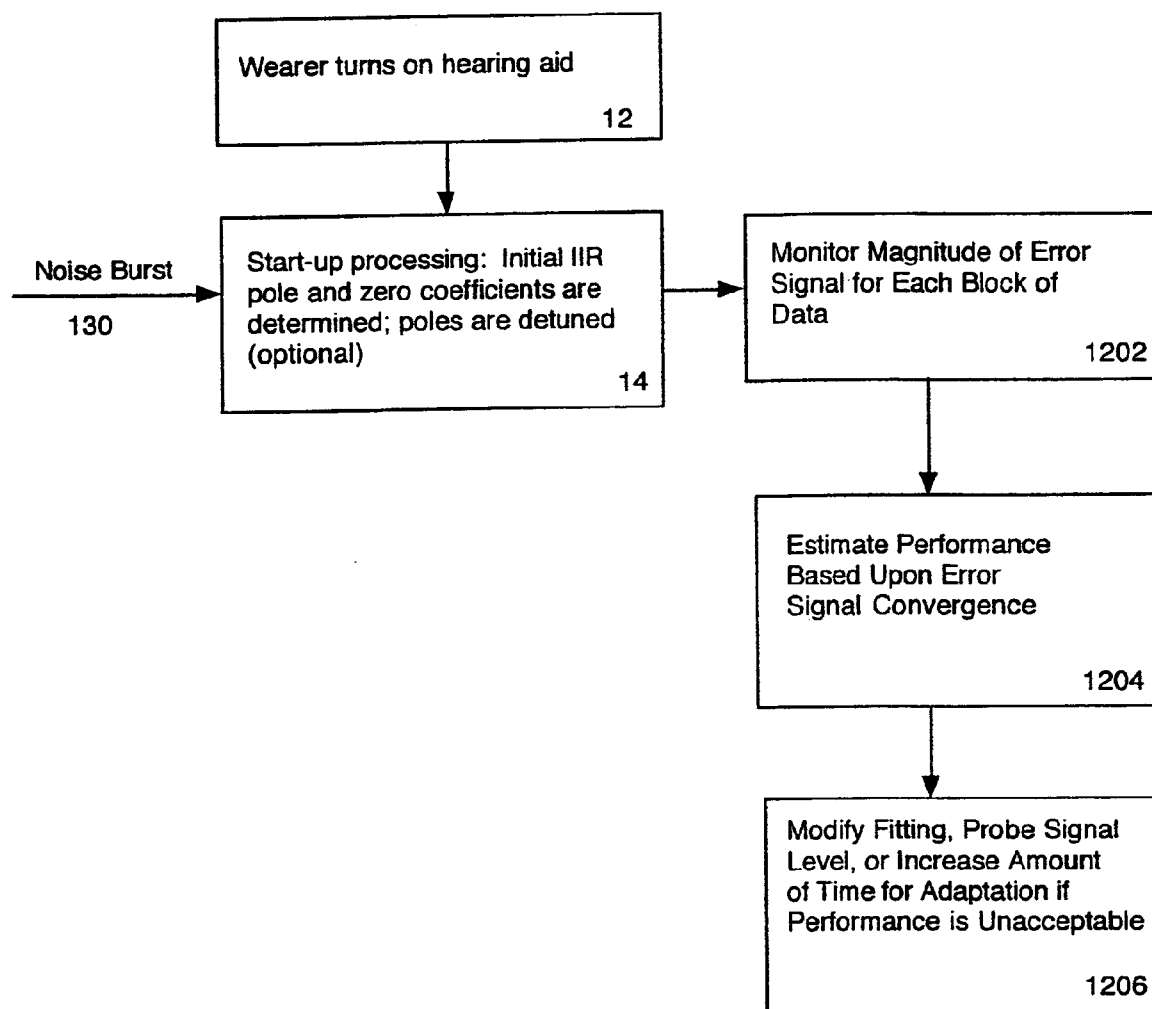 Wearer turns on hearing aid
12
Noise Burst
130
Start-up processing: Initial IIR
pole and zero coefficients are
determined; poles are detuned
(optional)
14
Monitor Magnitude of Error
Signal for Each Block of
Data
1202
Estimate Performance
Based Upon Error
Signal Convergence
1204
Modify Fitting, Probe Signal
Level, or Increase Amount
of Time for Adaptation if
Performance is Unacceptable
1206